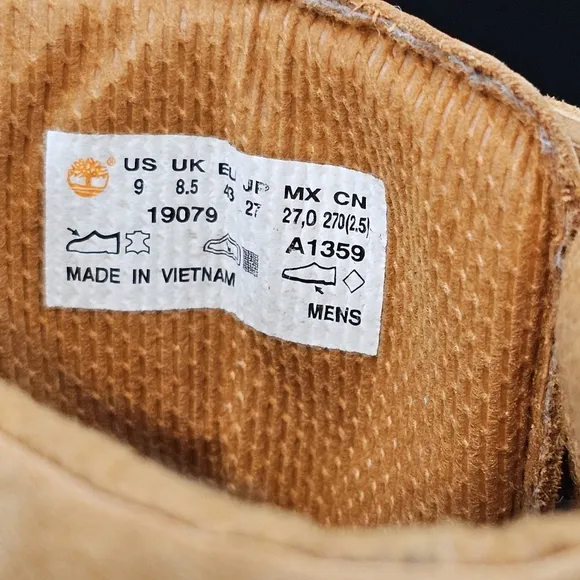 ® US UK EU JP MX CN
9 8.5 43 27 27,0 270(2.5)
19079 A1359
MADE IN VIETNAM
MENS